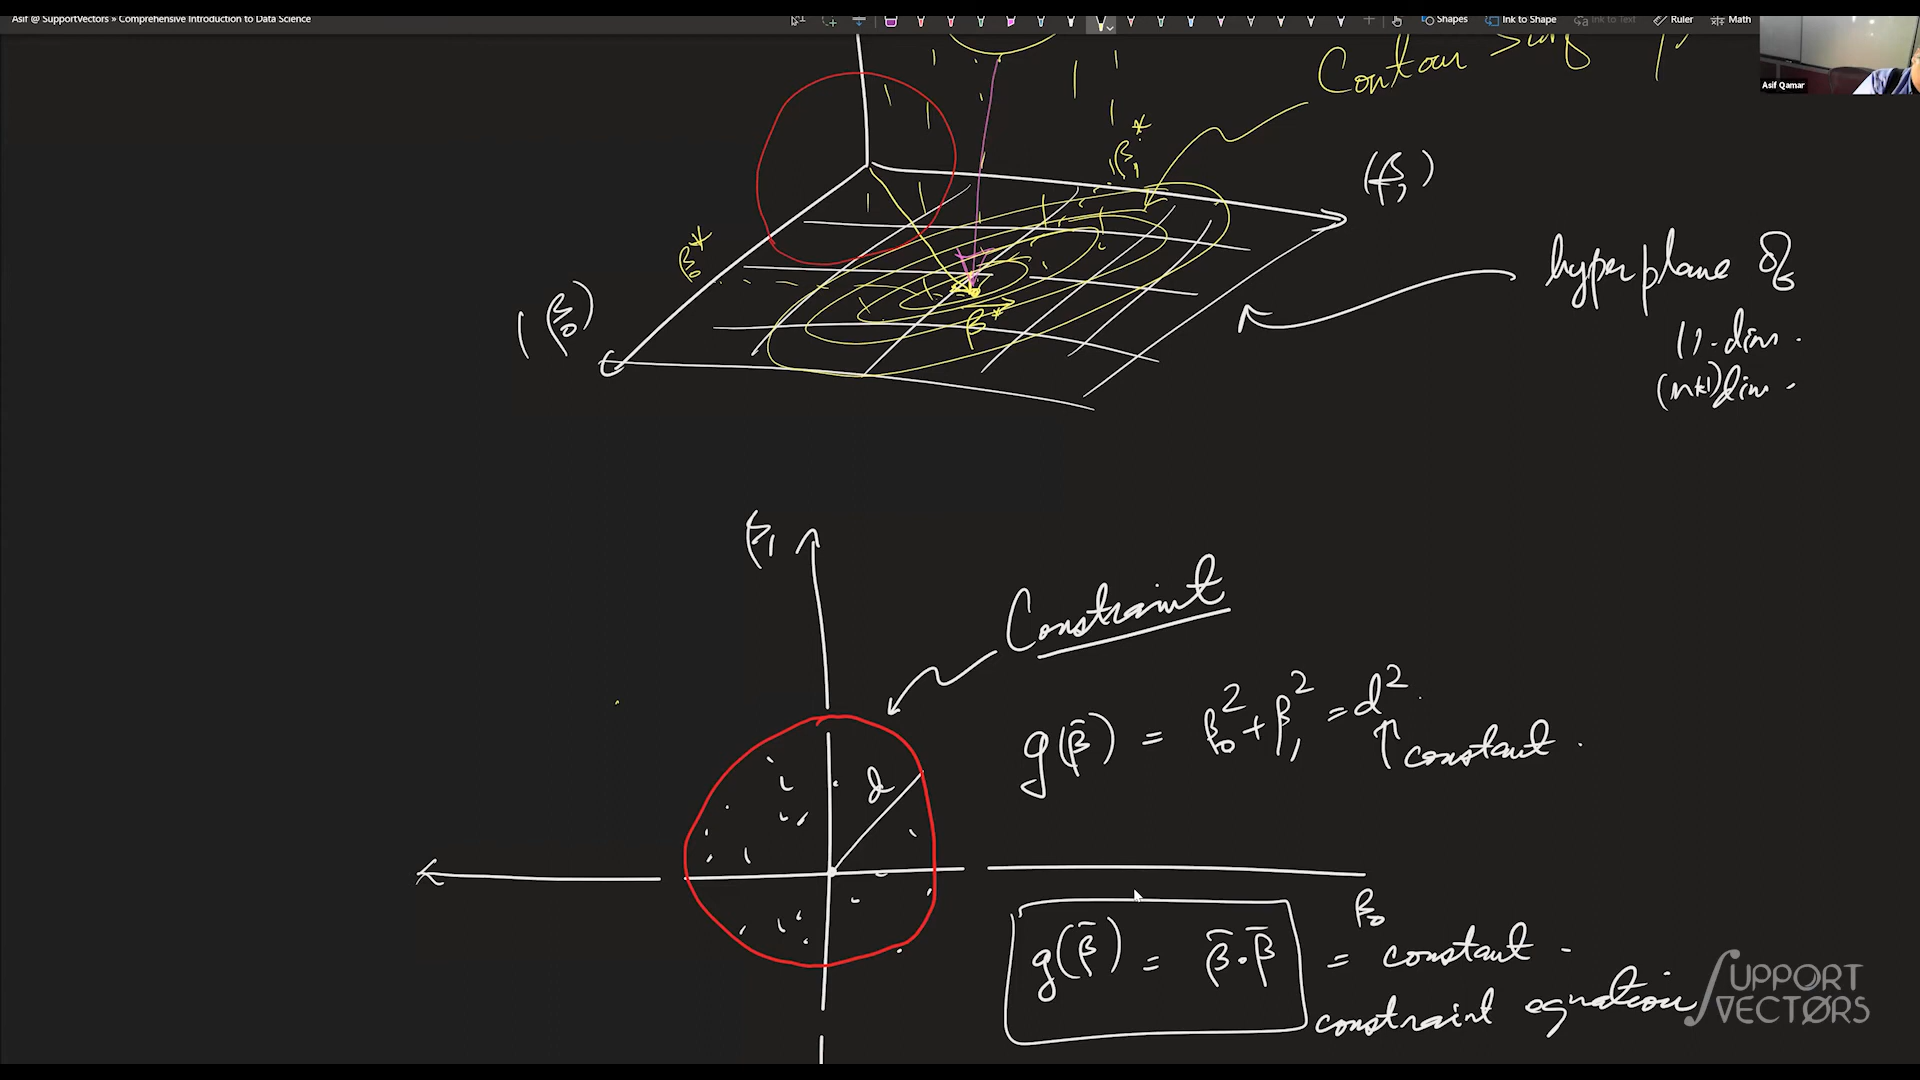 Asif @ SupportVectors » Comprehensive Introduction to Data Science
Shapes
Ink to Shape
Ink to Text
Ruler
Math
Asif Qamar
Contour
β₁*
(β₁)
β₀*
(β₀)
β*
hyperplane of
dim.
(n+1) dim.
β₁
Constraint
g(β̄) = β₀² + β₁² = d²
↑ constant.
d
β₀
g(β̄) = β̄·β̄ = constant.
constraint equation
SUPPORT
VECTORS